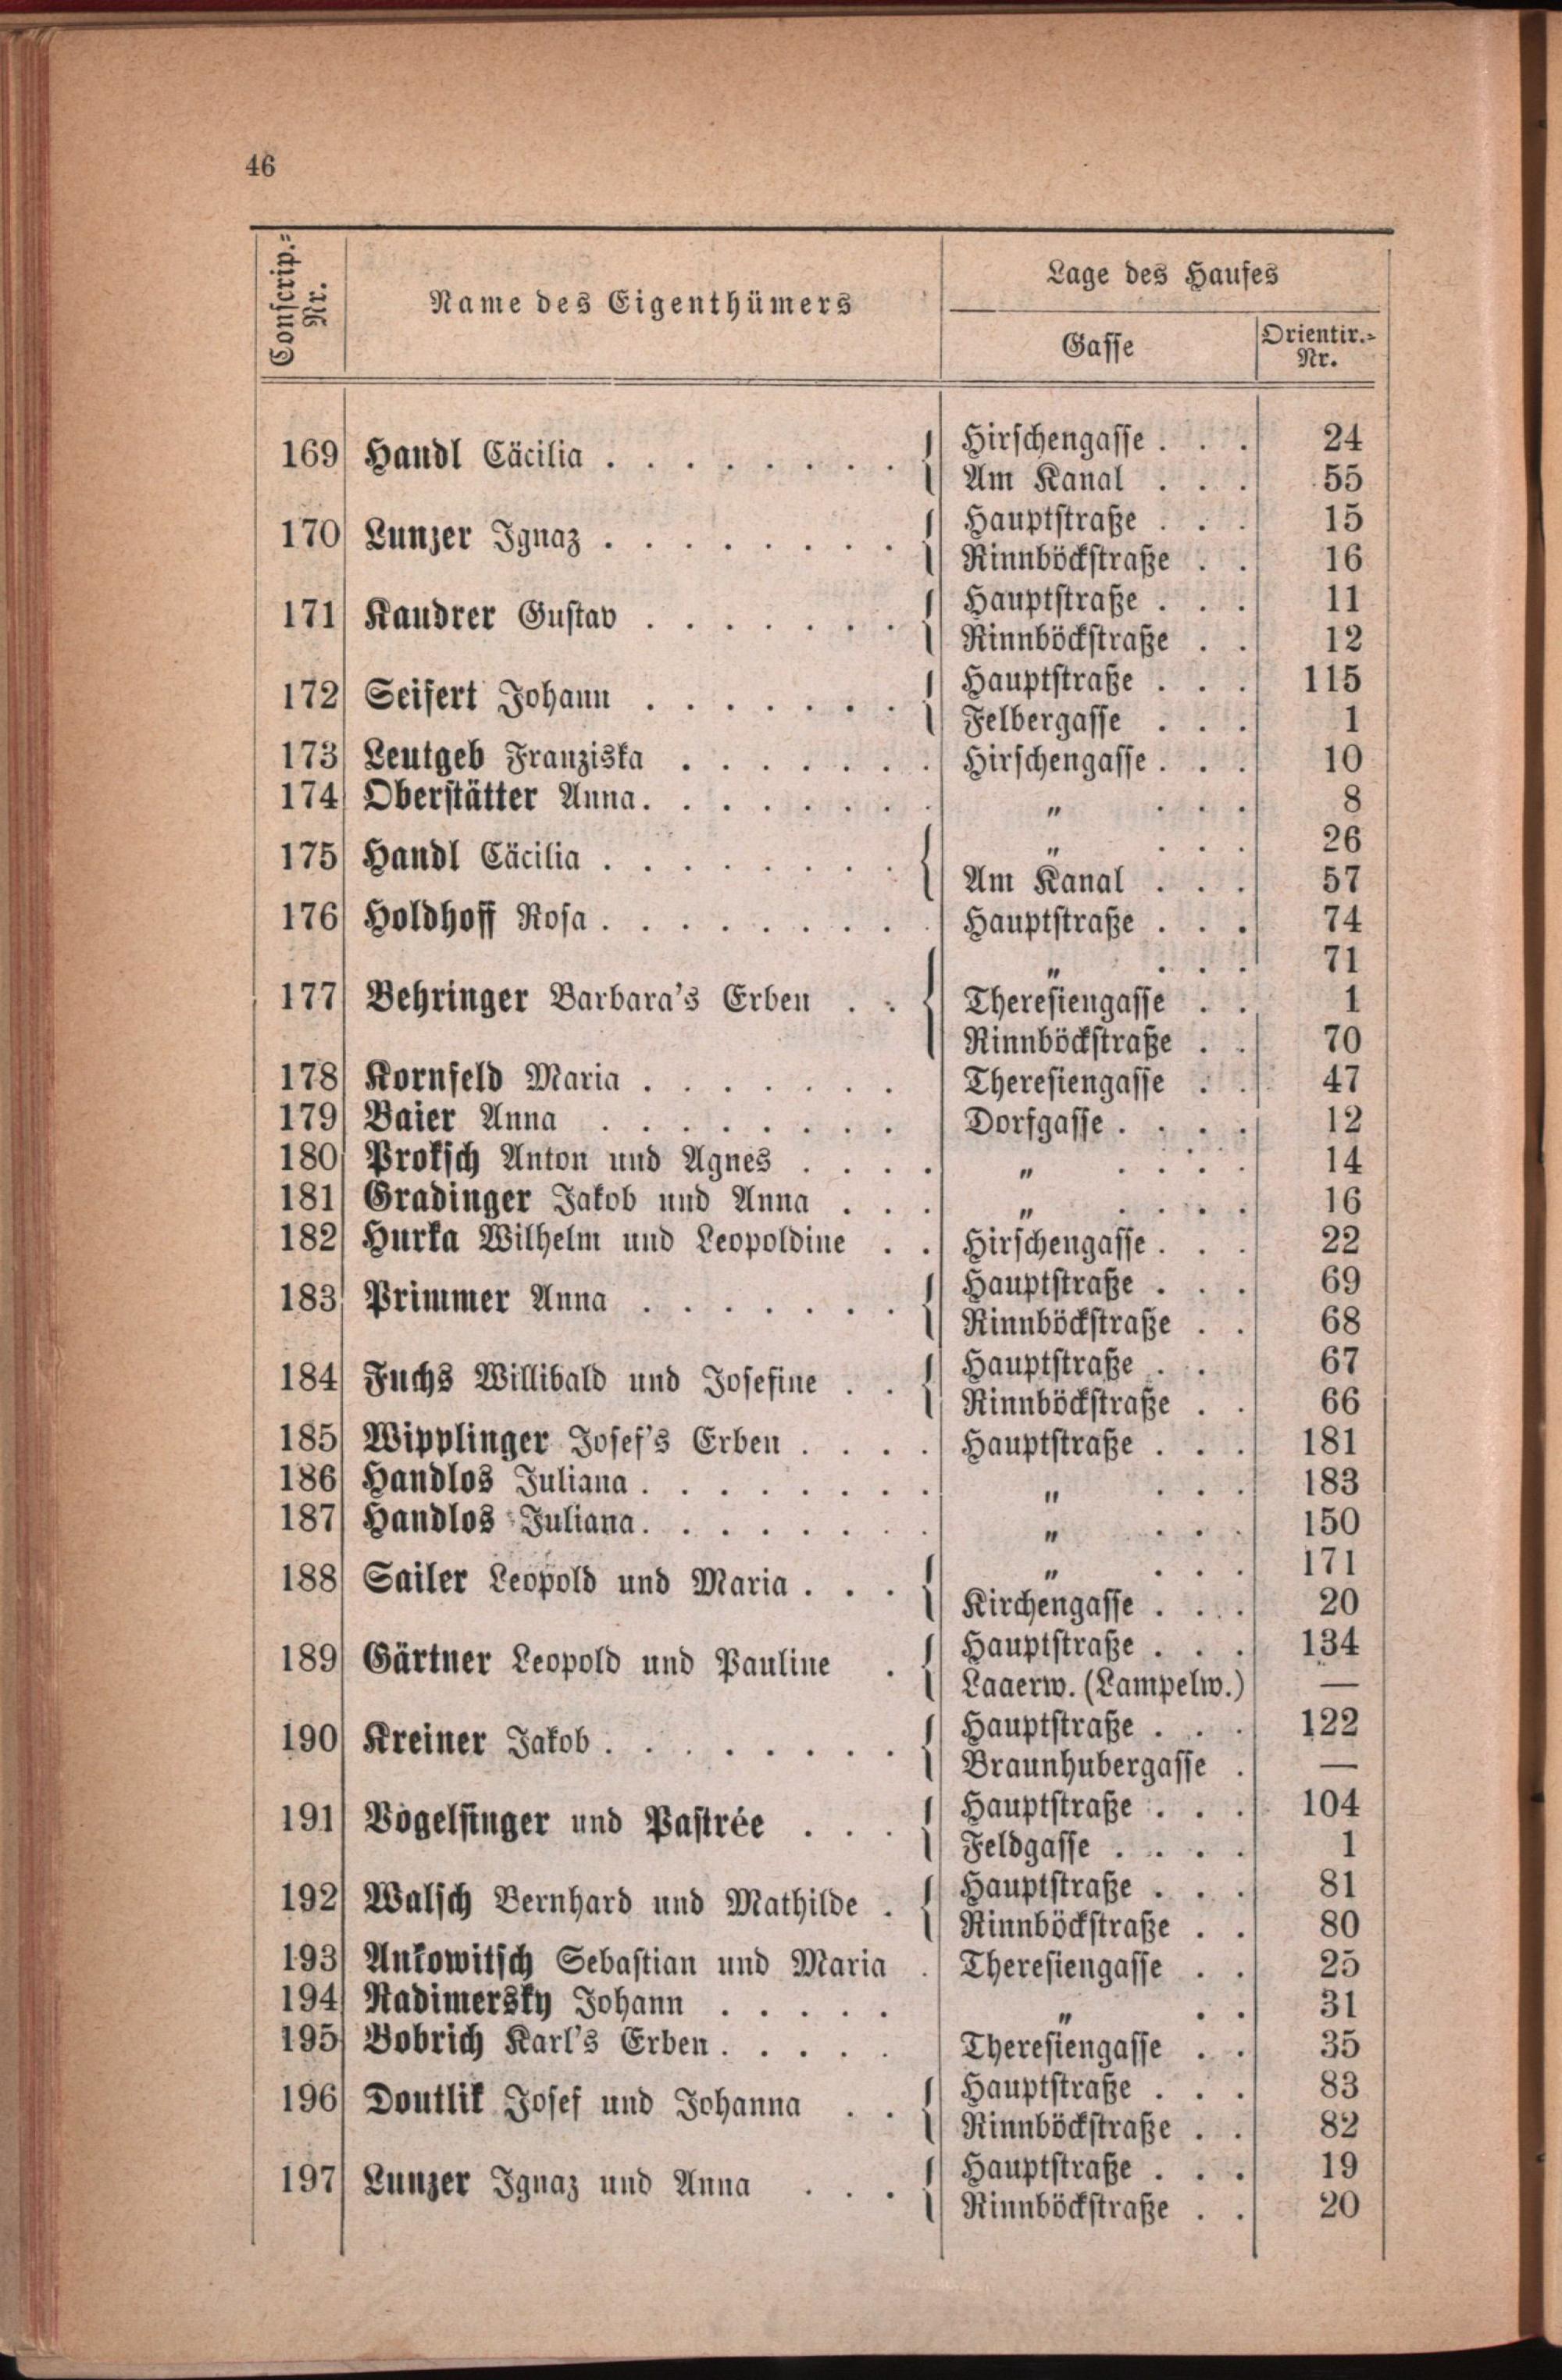 46
Conscrip.-Nr.
Name des Eigenthümers
Lage des Hauses
Gasse
Orientir.-Nr.
169 Handl Cäcilia . . . . . . . . { Hirschengasse . . . 24
Am Kanal . . . 55
170 Lunzer Ignaz . . . . . . . . { Hauptstraße . . . 15
Rinnböckstraße . . 16
171 Kandrer Gustav . . . . . . . { Hauptstraße . . . 11
Rinnböckstraße . . 12
172 Seifert Johann . . . . . . . { Hauptstraße . . . 115
Felbergasse . . . 1
173 Leutgeb Franziska . . . . . . . Hirschengasse . . . 10
174 Oberstätter Anna . . . . . . . . „ . . . 8
175 Handl Cäcilia . . . . . . . . { „ . . . 26
Am Kanal . . . 57
176 Holdhoff Rosa . . . . . . . . . Hauptstraße . . . 74
177 Behringer Barbara's Erben . . { „ . . . 71
Theresiengasse . . 1
Rinnböckstraße . . 70
178 Kornfeld Maria . . . . . . . Theresiengasse . . 47
179 Baier Anna . . . . . . . . Dorfgasse . . . . 12
180 Proksch Anton und Agnes . . . . „ . . . . 14
181 Gradinger Jakob und Anna . . . „ . . . . 16
182 Hurka Wilhelm und Leopoldine . . Hirschengasse . . . 22
183 Primmer Anna . . . . . . . { Hauptstraße . . . 69
Rinnböckstraße . . 68
184 Fuchs Willibald und Josefine . . { Hauptstraße . . 67
Rinnböckstraße . . 66
185 Wipplinger Josef's Erben . . . . Hauptstraße . . . 181
186 Handlos Juliana . . . . . . . . „ . . . 183
187 Handlos Juliana . . . . . . . . „ . . . 150
188 Sailer Leopold und Maria . . . { „ . . . 171
Kirchengasse . . . 20
189 Gärtner Leopold und Pauline . { Hauptstraße . . . 134
Laaerw. (Lampelw.) —
190 Kreiner Jakob . . . . . . . . { Hauptstraße . . . 122
Braunhubergasse . —
191 Vogelsinger und Pastrée . . . { Hauptstraße . . . 104
Feldgasse . . . . 1
192 Walsch Bernhard und Mathilde . { Hauptstraße . . . 81
Rinnböckstraße . . 80
193 Ankowitsch Sebastian und Maria . Theresiengasse . . 25
194 Radimersky Johann . . . . . „ . . 31
195 Bobrich Karl's Erben . . . . . Theresiengasse . . 35
196 Doutlik Josef und Johanna . . { Hauptstraße . . . 83
Rinnböckstraße . . 82
197 Lunzer Ignaz und Anna . . . { Hauptstraße . . . 19
Rinnböckstraße . . 20